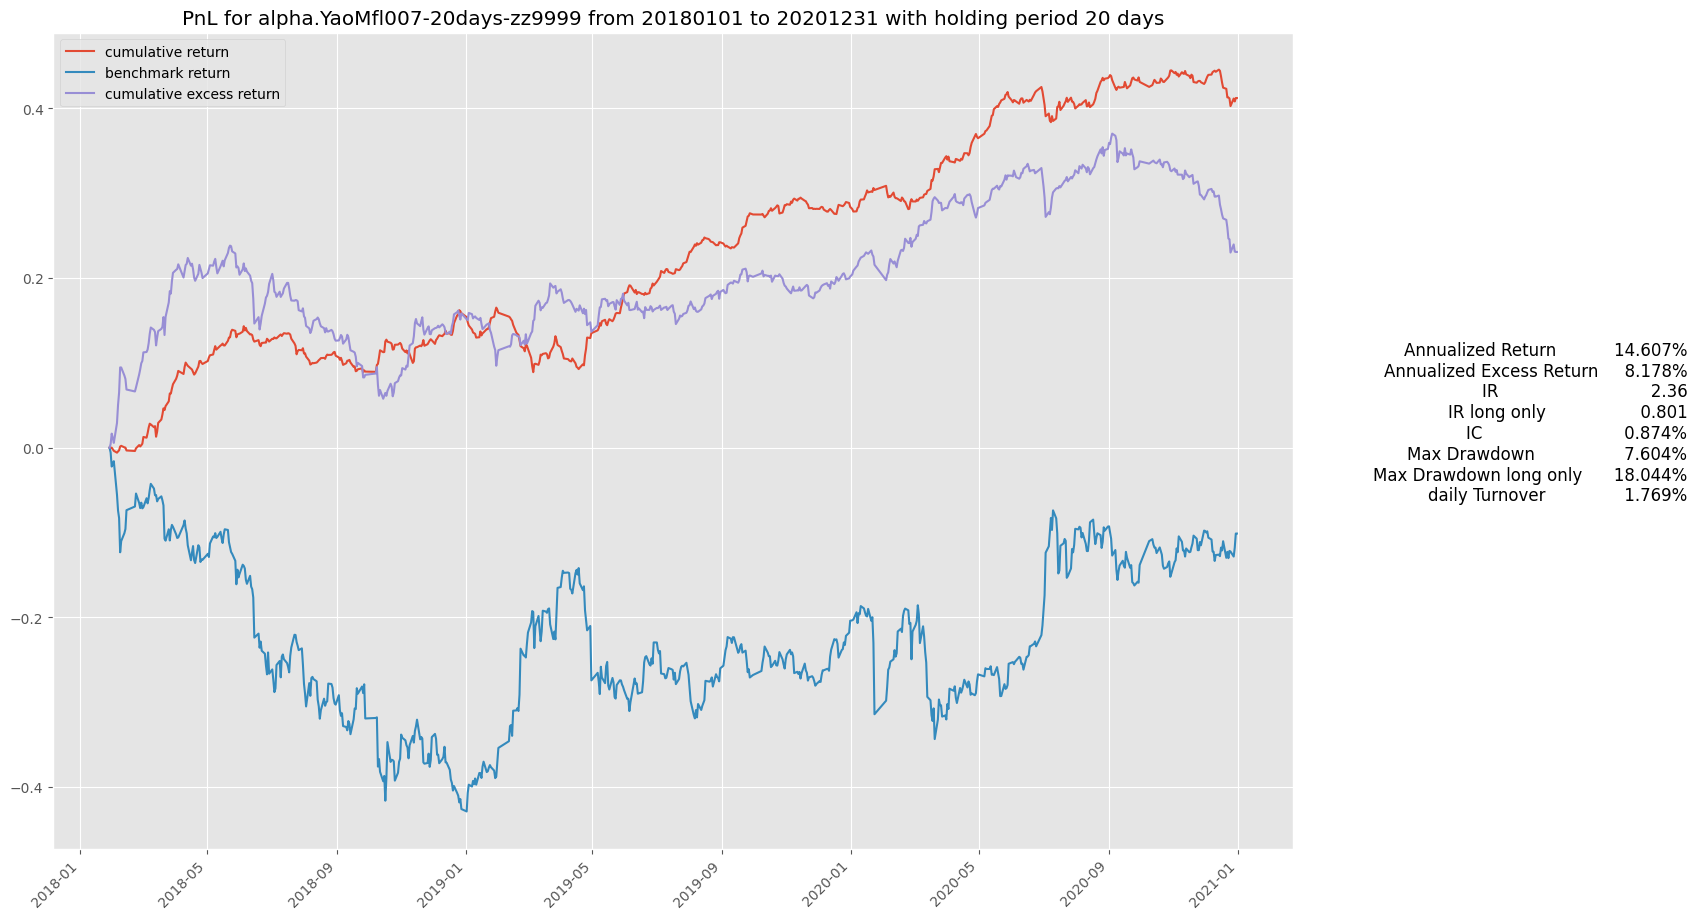 PnL for alpha.YaoMfl007-20days-zz9999 from 20180101 to 20201231 with holding period 20 days
cumulative return
benchmark return
cumulative excess return
0.4
0.2
0.0
−0.2
−0.4
2018-01
2018-05
2018-09
2019-01
2019-05
2019-09
2020-01
2020-05
2020-09
2021-01
Annualized Return 14.607%
Annualized Excess Return 8.178%
IR 2.36
IR long only 0.801
IC 0.874%
Max Drawdown 7.604%
Max Drawdown long only 18.044%
daily Turnover 1.769%